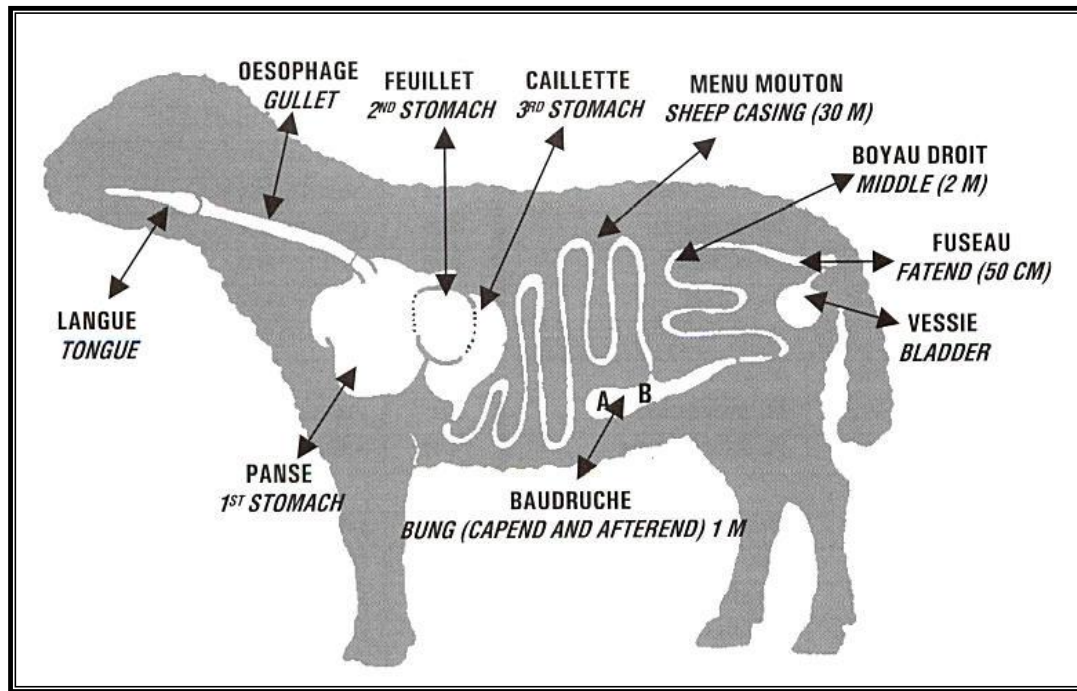 OESOPHAGE
GULLET
FEUILLET
2ND STOMACH
CAILLETTE
3RD STOMACH
MENU MOUTON
SHEEP CASING (30 M)
BOYAU DROIT
MIDDLE (2 M)
FUSEAU
FATEND (50 CM)
VESSIE
BLADDER
LANGUE
TONGUE
A B
PANSE
1ST STOMACH
BAUDRUCHE
BUNG (CAPEND AND AFTEREND) 1 M